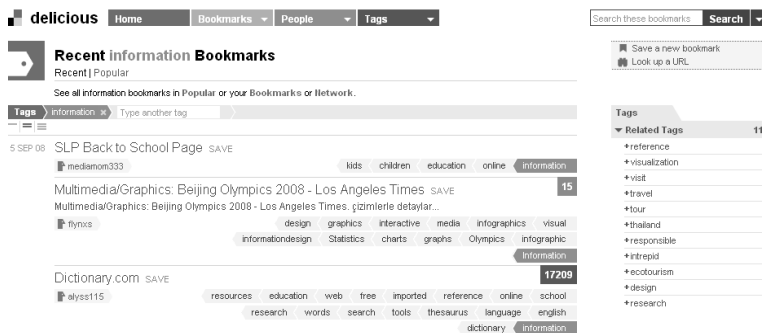 delicious Home Bookmarks People Tags Search these bookmarks Search
Recent information Bookmarks
Recent | Popular
See all information bookmarks in Popular or your Bookmarks or Network.
Save a new bookmark
Look up a URL
Tags information x Type another tag
5 SEP 08 SLP Back to School Page SAVE
mediamom333 kids children education online information
Multimedia/Graphics: Beijing Olympics 2008 - Los Angeles Times SAVE 15
Multimedia/Graphics: Beijing Olympics 2008 - Los Angeles Times. çizimlerle detaylar...
flynxs design graphics interactive media infographics visual
informationdesign Statistics charts graphs Olympics infographic
information
Dictionary.com SAVE 17209
alyss115 resources education web free imported reference online school
research words search tools thesaurus language english
dictionary information
Tags
Related Tags 11
+reference
+visualization
+visit
+travel
+tour
+thailand
+responsible
+intrepid
+ecotourism
+design
+research